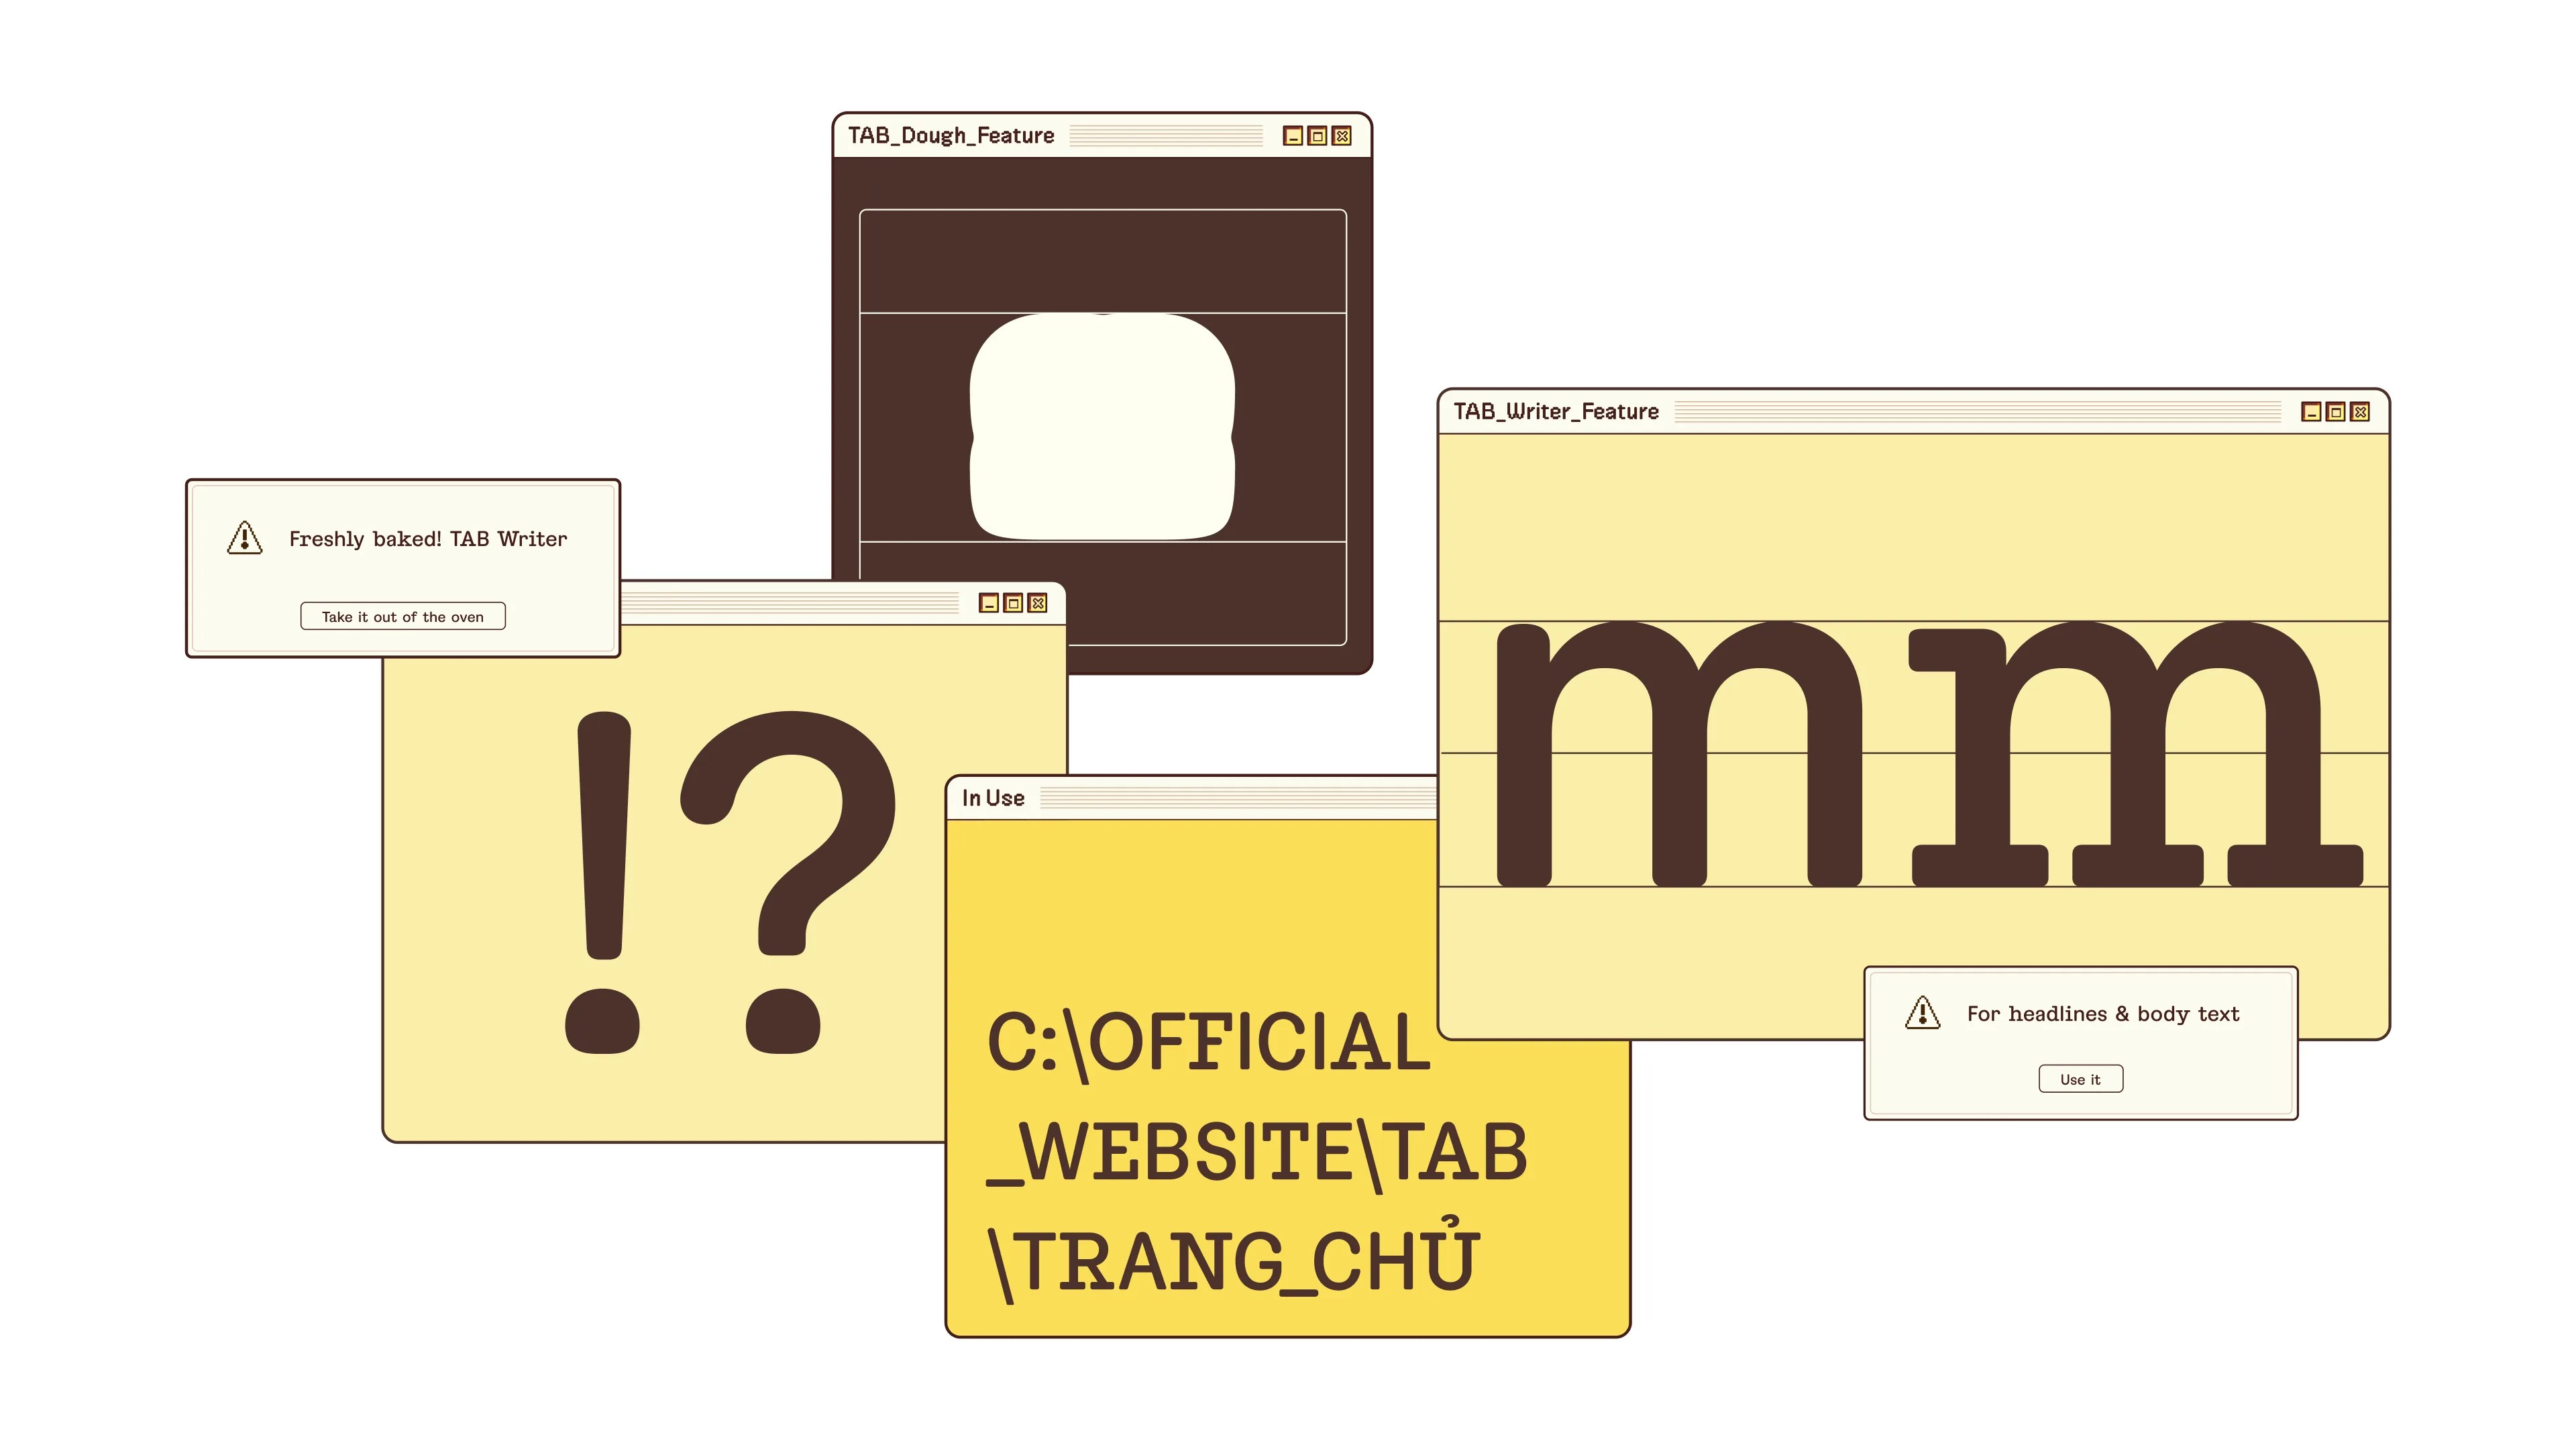 TAB_Dough_Feature
TAB_Writer_Feature
Freshly baked! TAB Writer
Take it out of the oven
!?
In Use
C:\OFFICIAL
_WEBSITE\TAB
\TRANG_CHỦ
mm
For headlines & body text
Use it